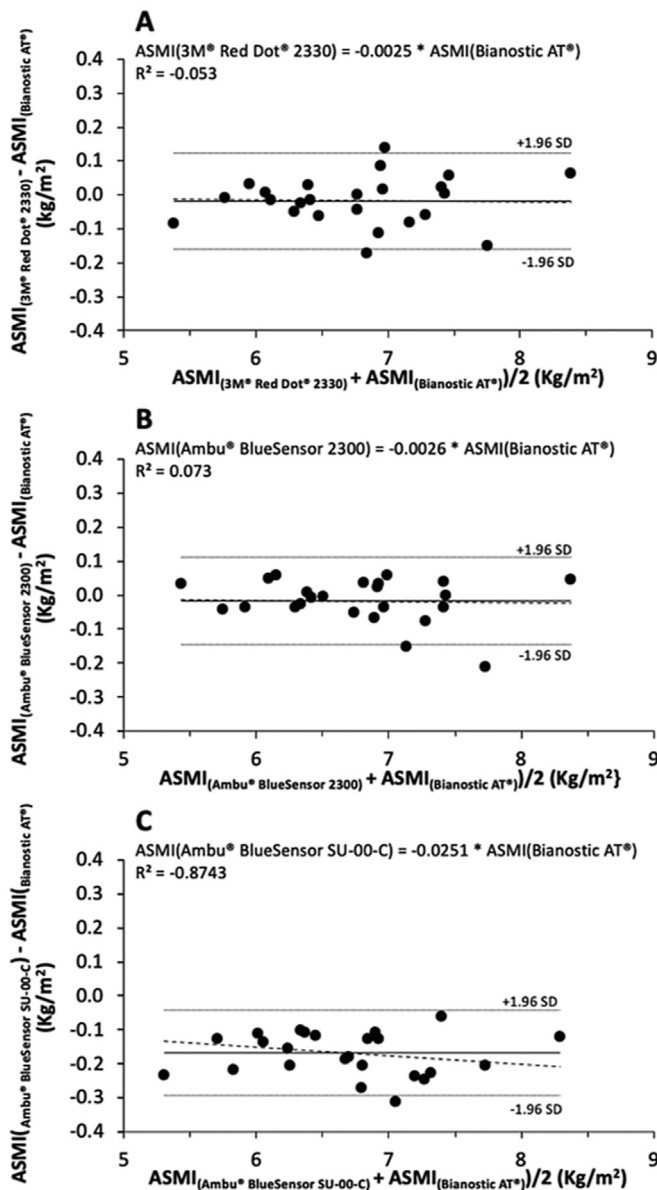 A
ASMI(3M® Red Dot® 2330) = -0.0025 * ASMI(Bianostic AT®)
R² = -0.053
ASMI(3M® Red Dot® 2330) - ASMI(Bianostic AT®)
(kg/m²)
0.4
0.3
0.2
0.1
0.0
-0.1
-0.2
-0.3
-0.4
+1.96 SD
-1.96 SD
5
6
7
8
9
ASMI(3M® Red Dot® 2330) + ASMI(Bianostic AT®))/2 (Kg/m²)
B
ASMI(Ambu® BlueSensor 2300) = -0.0026 * ASMI(Bianostic AT®)
R² = 0.073
ASMI(Ambu® BlueSensor 2300) - ASMI(Bianostic AT®)
(Kg/m²)
0.4
0.3
0.2
0.1
0.0
-0.1
-0.2
-0.3
-0.4
+1.96 SD
-1.96 SD
5
6
7
8
9
ASMI(Ambu® BlueSensor 2300) + ASMI(Bianostic AT®))/2 (Kg/m²}
C
ASMI(Ambu® BlueSensor SU-00-C) = -0.0251 * ASMI(Bianostic AT®)
R² = -0.8743
ASMI(Ambu® BlueSensor SU-00-C) - ASMI(Bianostic AT®)
(Kg/m²)
0.4
0.3
0.2
0.1
0.0
-0.1
-0.2
-0.3
-0.4
+1.96 SD
-1.96 SD
5
6
7
8
9
ASMI(Ambu® BlueSensor SU-00-C) + ASMI(Bianostic AT®))/2 (Kg/m²)